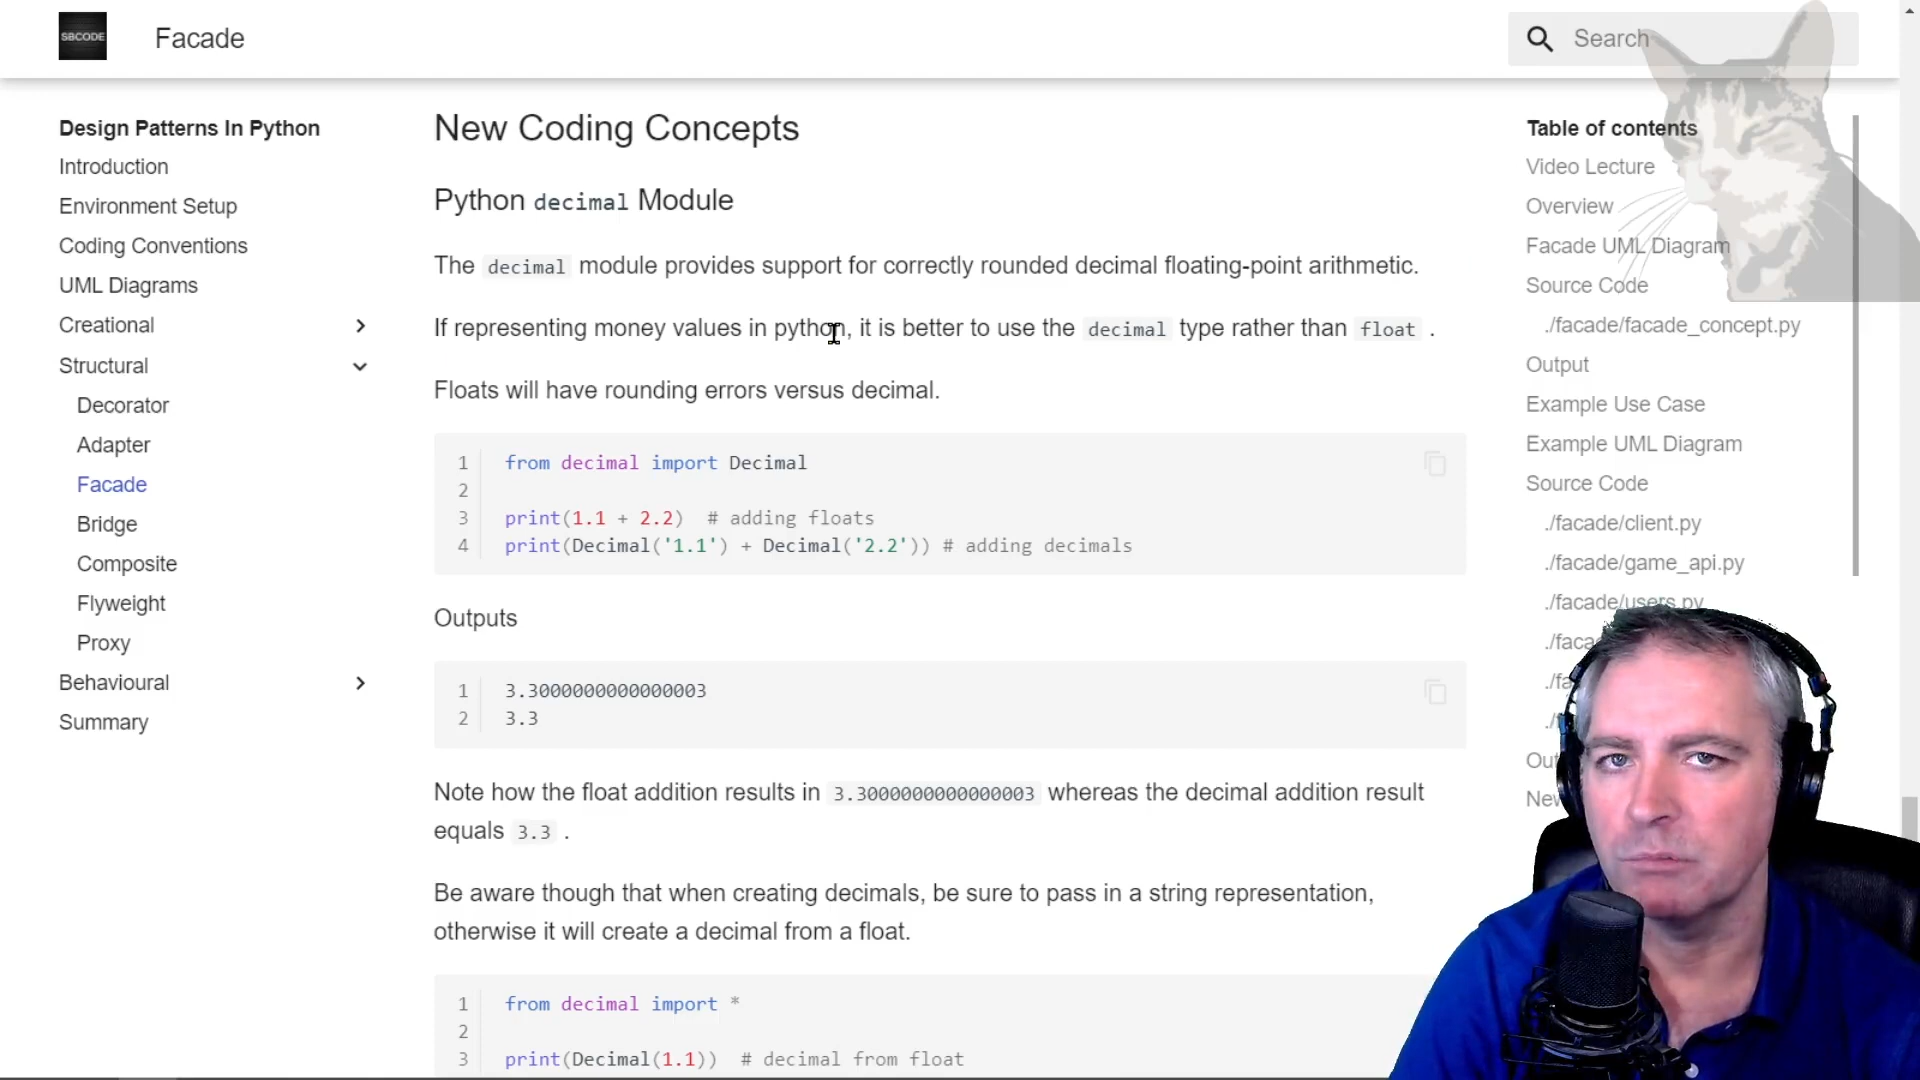 SBCODE
Facade
Search
Design Patterns In Python
Introduction
Environment Setup
Coding Conventions
UML Diagrams
Creational
Structural
Decorator
Adapter
Facade
Bridge
Composite
Flyweight
Proxy
Behavioural
Summary
New Coding Concepts
Python decimal Module
The decimal module provides support for correctly rounded decimal floating-point arithmetic.
If representing money values in python, it is better to use the decimal type rather than float .
Floats will have rounding errors versus decimal.
1 from decimal import Decimal
2
3 print(1.1 + 2.2)  # adding floats
4 print(Decimal('1.1') + Decimal('2.2')) # adding decimals
Outputs
1 3.3000000000000003
2 3.3
Note how the float addition results in 3.3000000000000003 whereas the decimal addition result
equals 3.3 .
Be aware though that when creating decimals, be sure to pass in a string representation,
otherwise it will create a decimal from a float.
1 from decimal import *
2
3 print(Decimal(1.1))  # decimal from float
Table of contents
Video Lecture
Overview
Facade UML Diagram
Source Code
./facade/facade_concept.py
Output
Example Use Case
Example UML Diagram
Source Code
./facade/client.py
./facade/game_api.py
./facade/users.py